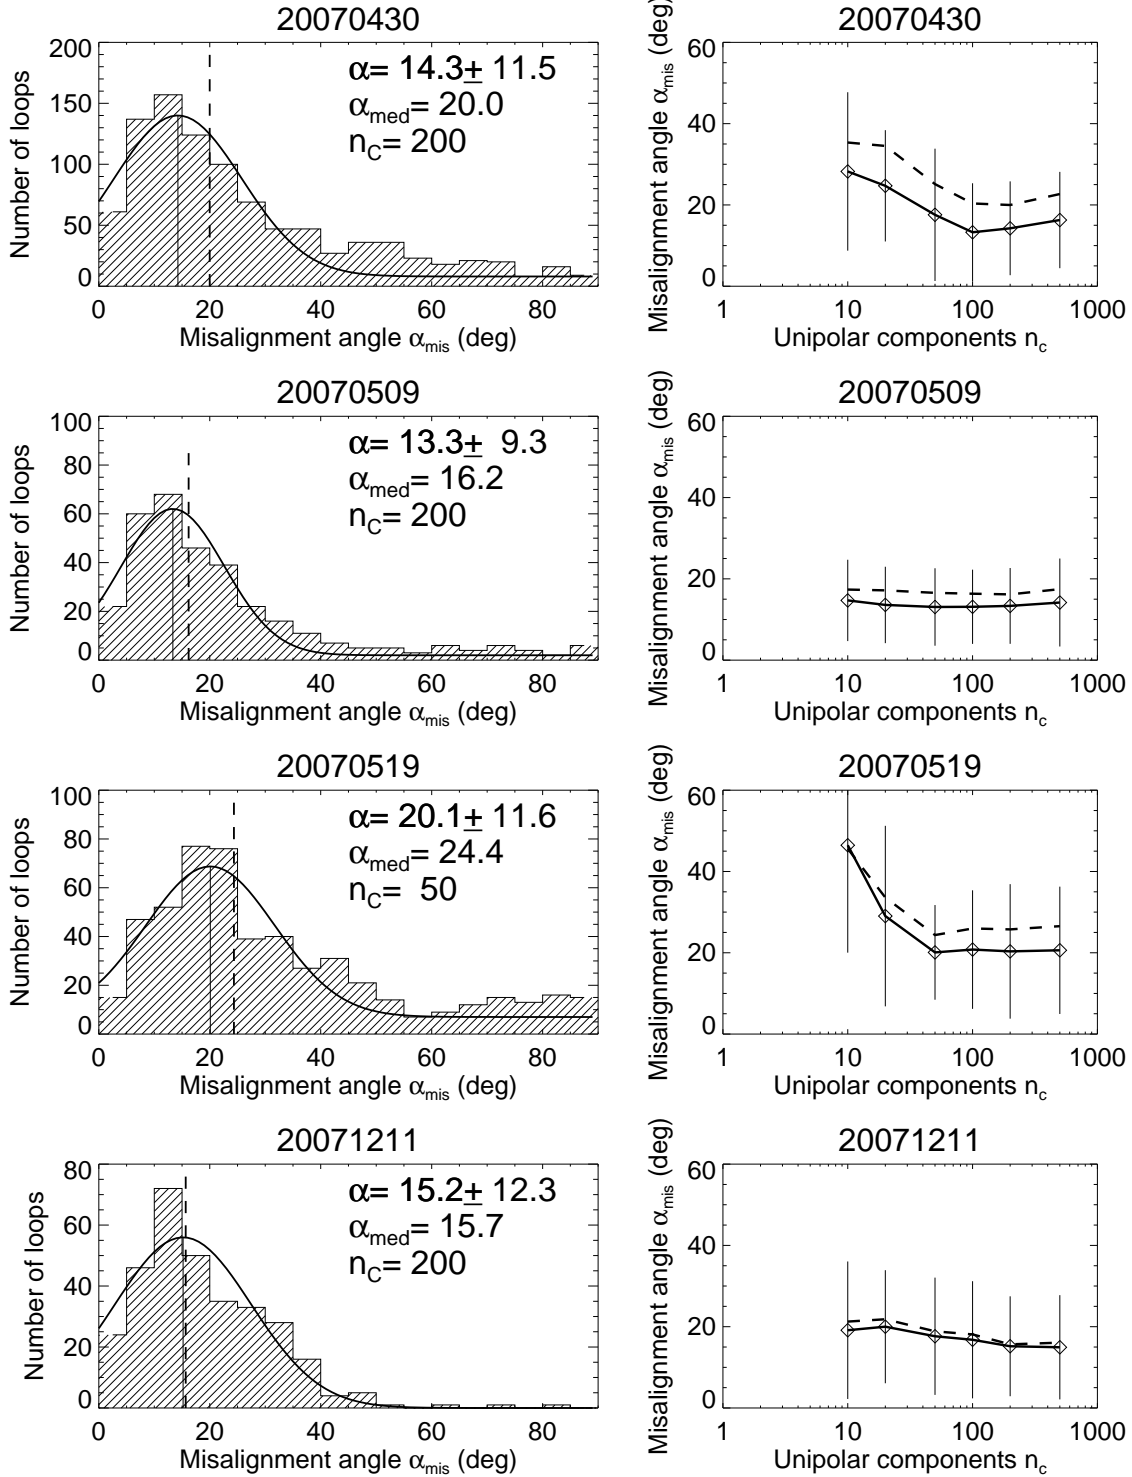 20070430
Number of loops
200
150
100
50
0
α= 14.3± 11.5
αmed= 20.0
nC= 200
0 20 40 60 80
Misalignment angle αmis (deg)
20070430
Misalignment angle αmis (deg)
60
40
20
0
1 10 100 1000
Unipolar components nc
20070509
Number of loops
100
80
60
40
20
0
α= 13.3± 9.3
αmed= 16.2
nC= 200
0 20 40 60 80
Misalignment angle αmis (deg)
20070509
Misalignment angle αmis (deg)
60
40
20
0
1 10 100 1000
Unipolar components nc
20070519
Number of loops
100
80
60
40
20
0
α= 20.1± 11.6
αmed= 24.4
nC= 50
0 20 40 60 80
Misalignment angle αmis (deg)
20070519
Misalignment angle αmis (deg)
60
40
20
0
1 10 100 1000
Unipolar components nc
20071211
Number of loops
80
60
40
20
0
α= 15.2± 12.3
αmed= 15.7
nC= 200
0 20 40 60 80
Misalignment angle αmis (deg)
20071211
Misalignment angle αmis (deg)
60
40
20
0
1 10 100 1000
Unipolar components nc